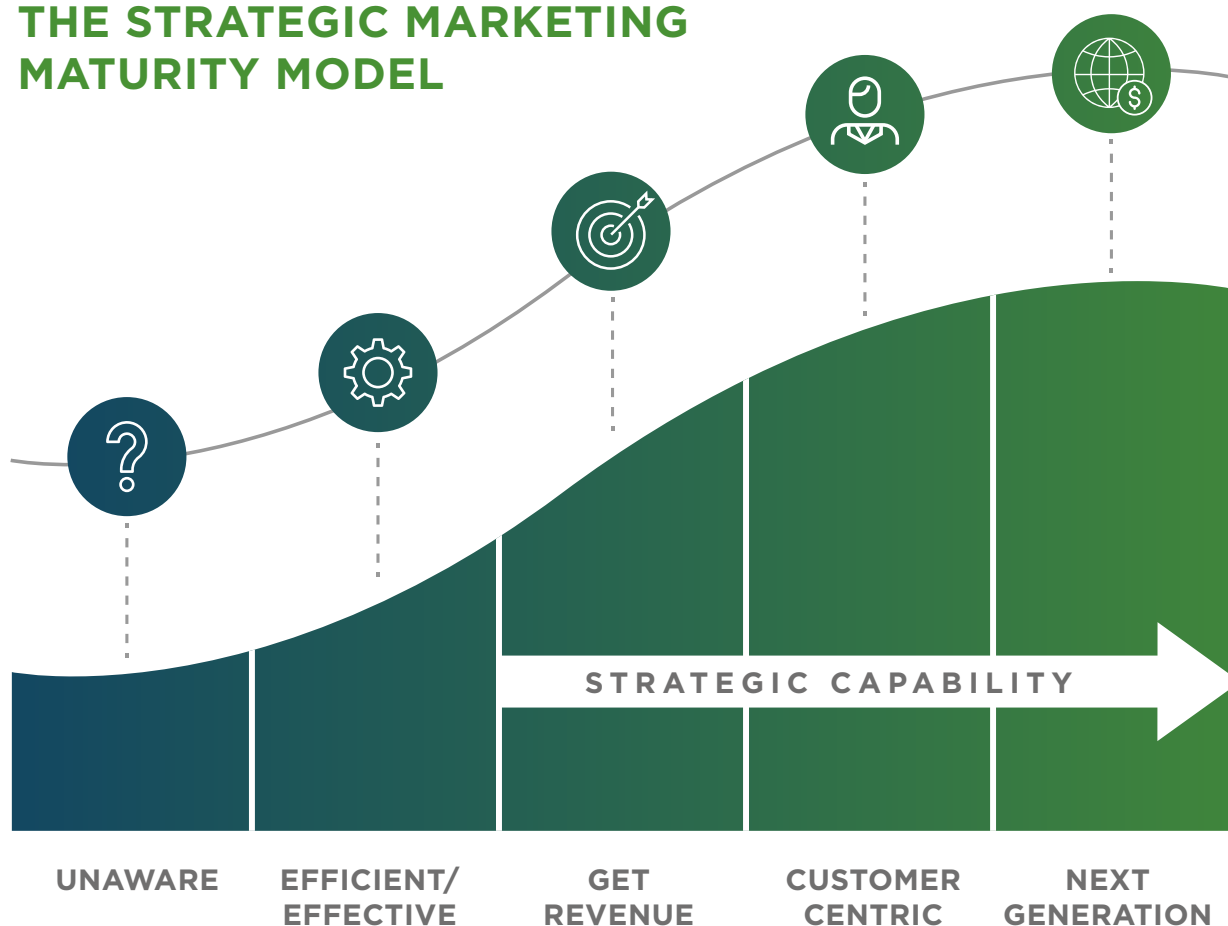 THE STRATEGIC MARKETING
MATURITY MODEL
$
STRATEGIC CAPABILITY
UNAWARE
EFFICIENT/
EFFECTIVE
GET
REVENUE
CUSTOMER
CENTRIC
NEXT
GENERATION